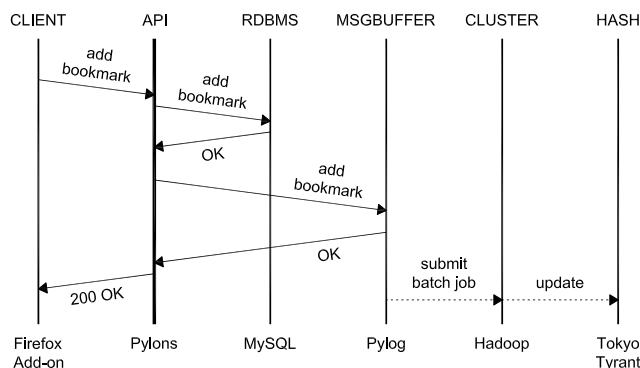 CLIENT API RDBMS MSGBUFFER CLUSTER HASH
add
bookmark
add
bookmark
OK
add
bookmark
OK
200 OK
submit
batch job
update
Firefox
Add-on
Pylons
MySQL
Pylog
Hadoop
Tokyo
Tyrant